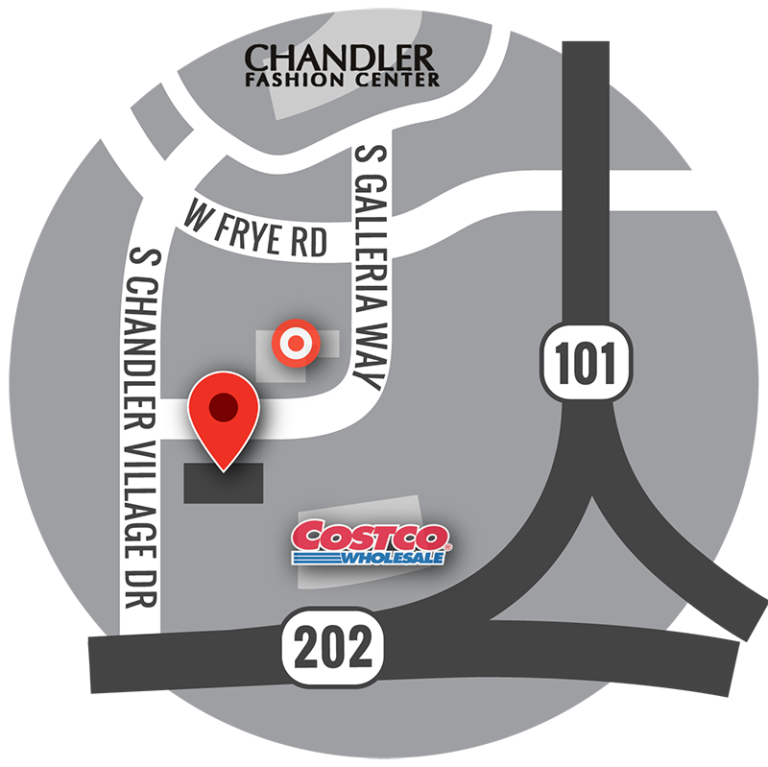 CHANDLER
FASHION CENTER
S GALLERIA WAY
W FRYE RD
S CHANDLER VILLAGE DR
101
COSTCO
WHOLESALE
202